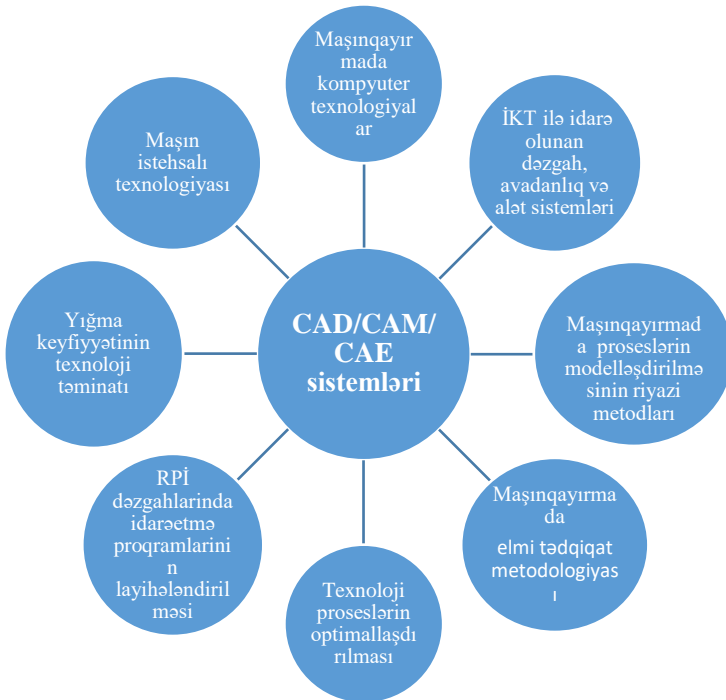 Maşınqayır
mada
kompyuter
texnologiyal
ar
İKT ilə idarə
olunan
dəzgah,
avadanlıq və
alət sistemləri
Maşınqayırmad
a proseslərin
modelləşdirilmə
sinin riyazi
metodları
Maşınqayırma
da
elmi tədqiqat
metodologiyas
ı
Texnoloji
proseslərin
optimallaşdı
rılması
RPİ
dəzgahlarinda
idarəetmə
proqramlarini
n
layihələndiril
məsi
Yığma
keyfiyyətinin
texnoloji
təminatı
Maşın
istehsalı
texnologiyası
CAD/CAM/
CAE
sistemləri